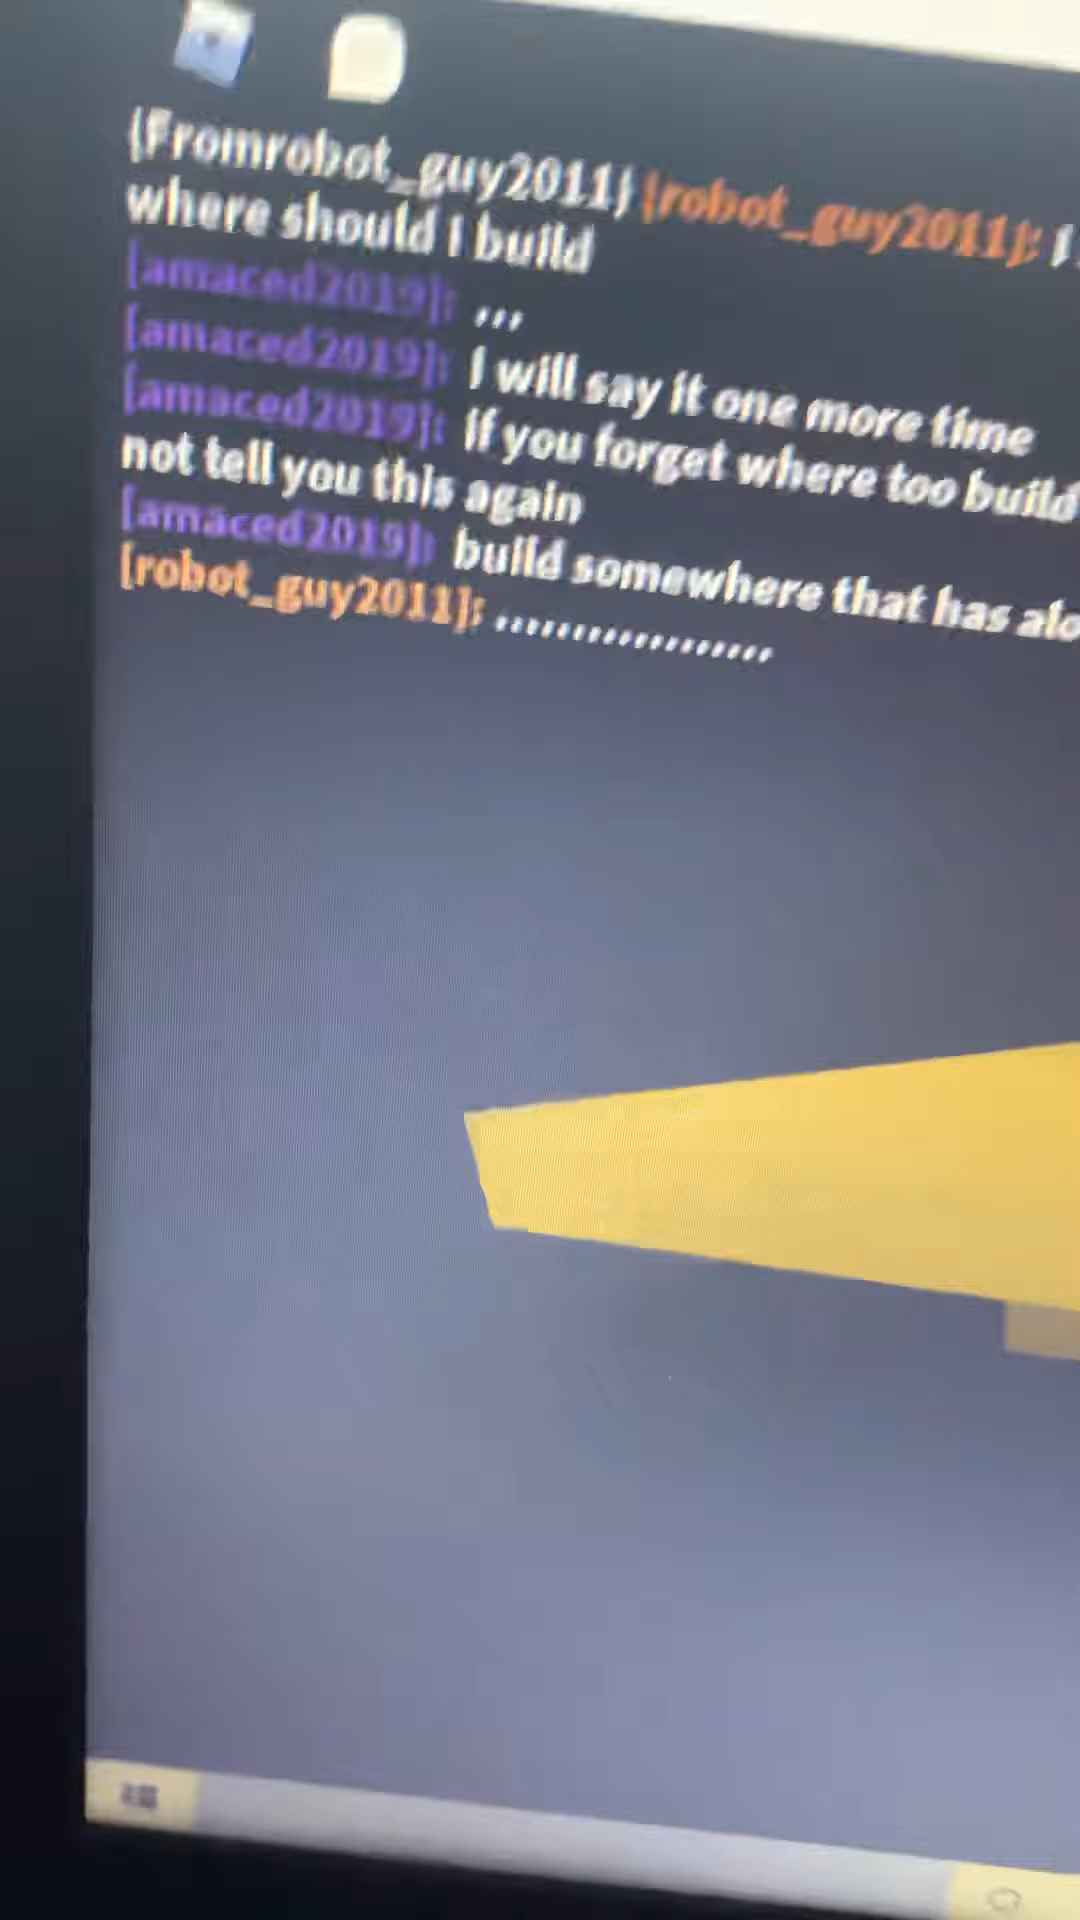 {Fromrobot_guy2011} [robot_guy2011]:
where should I build
[amaced2019]: ,,,
[amaced2019]: I will say it one more time
[amaced2019]: if you forget where too build
not tell you this again
[amaced2019]: build somewhere that has alo
[robot_guy2011]: ,,,,,,,,,,,,,,,,,,